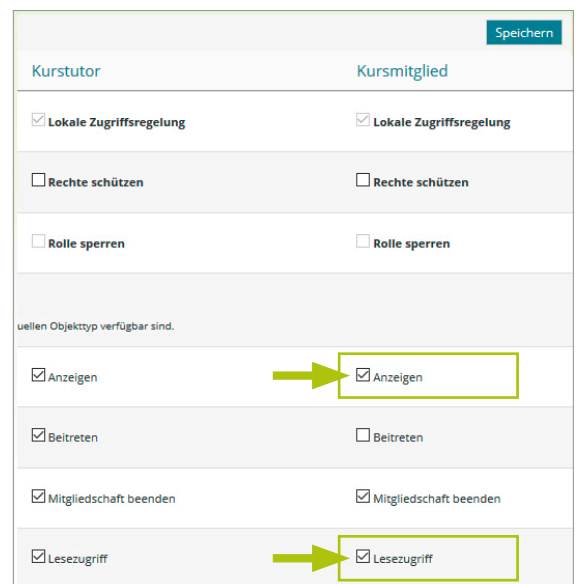 Speichern
Kurstutor Kursmitglied
Lokale Zugriffsregelung Lokale Zugriffsregelung
Rechte schützen Rechte schützen
Rolle sperren Rolle sperren
uellen Objekttyp verfügbar sind.
Anzeigen Anzeigen
Beitreten Beitreten
Mitgliedschaft beenden Mitgliedschaft beenden
Lesezugriff Lesezugriff